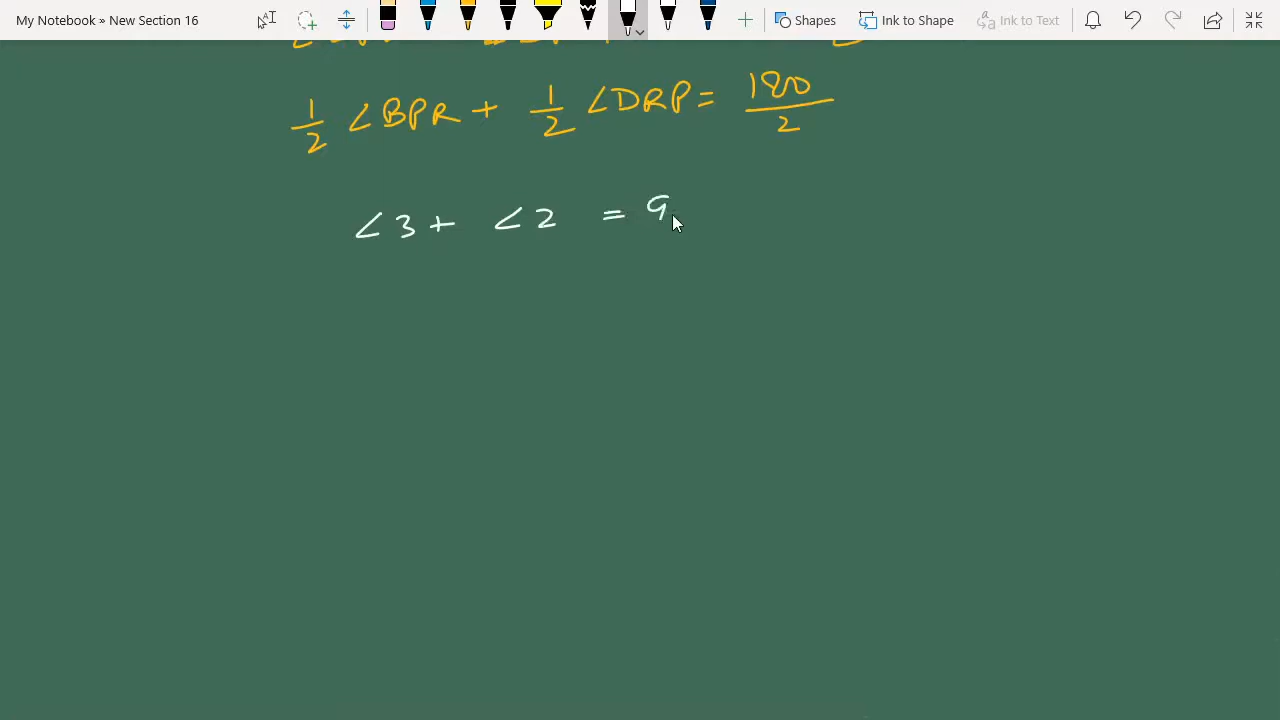 My Notebook » New Section 16
Shapes Ink to Shape Ink to Text
1/2 ∠BPR + 1/2 ∠DRP = 180/2
∠3 + ∠2 = 9